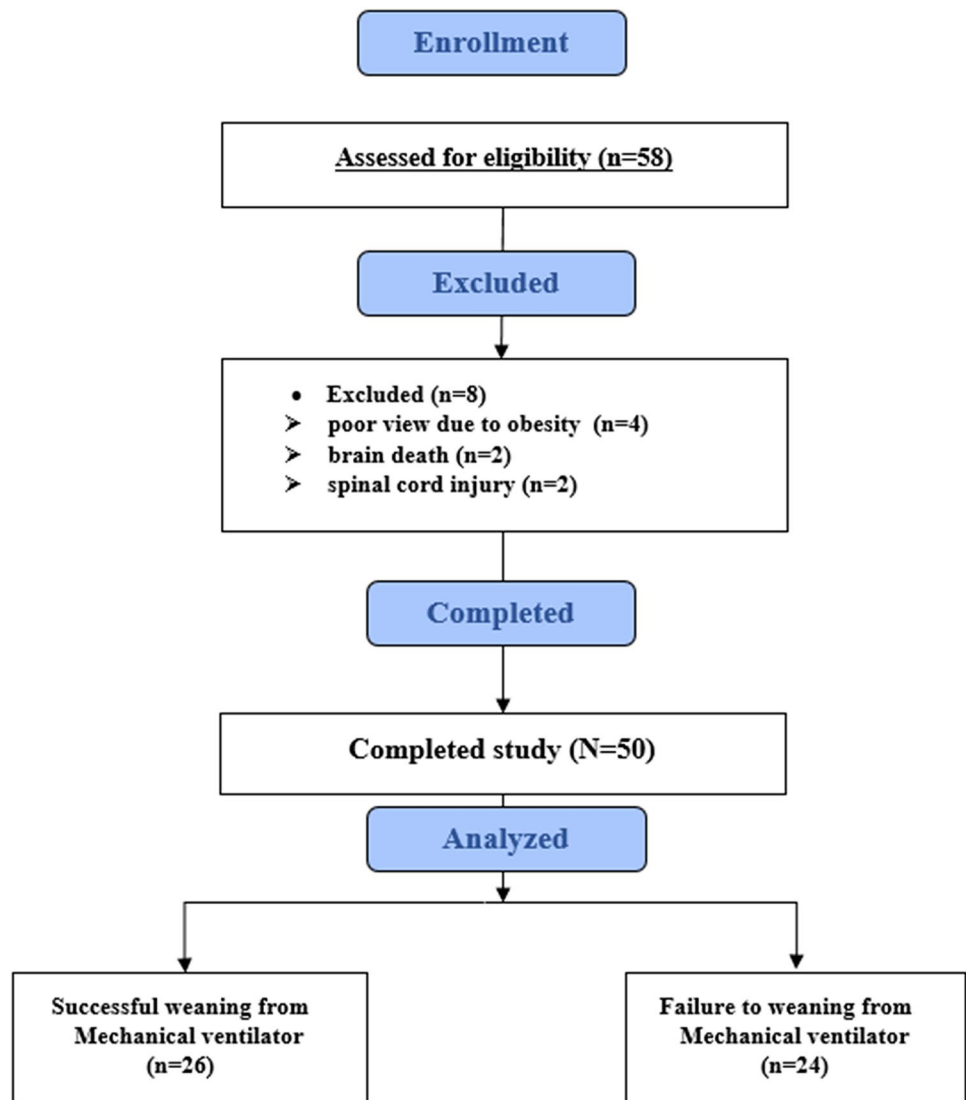 Enrollment
Assessed for eligibility (n=58)
Excluded
• Excluded (n=8)
➤ poor view due to obesity (n=4)
➤ brain death (n=2)
➤ spinal cord injury (n=2)
Completed
Completed study (N=50)
Analyzed
Successful weaning from
Mechanical ventilator
(n=26)
Failure to weaning from
Mechanical ventilator
(n=24)